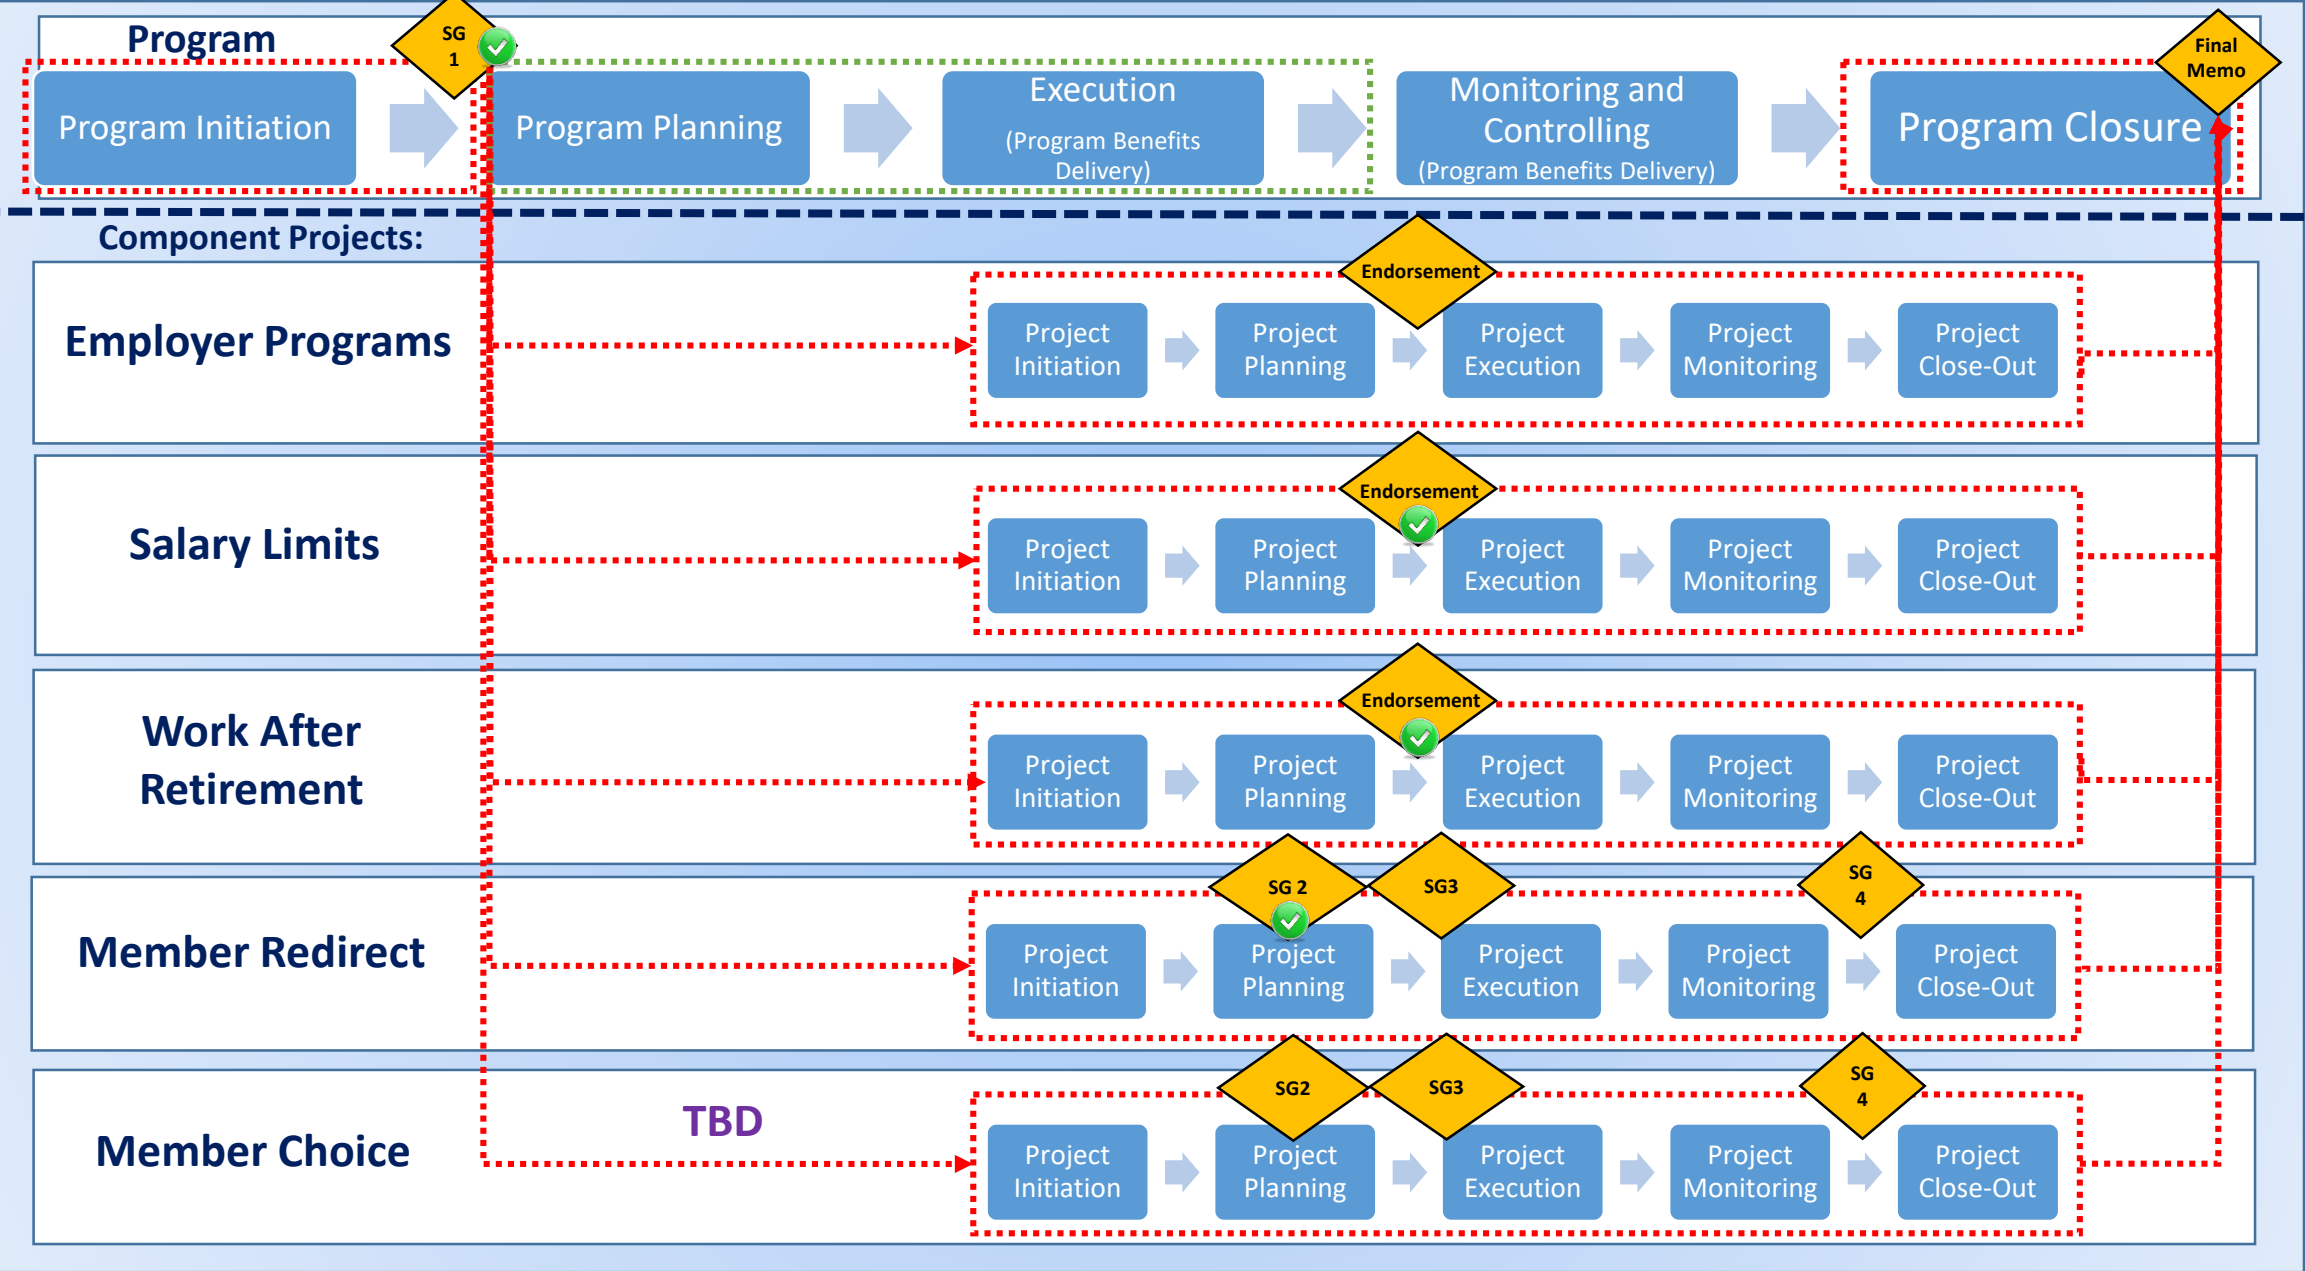 Program
SG
1
Final
Memo
Program Initiation
Program Planning
Execution
(Program Benefits
Delivery)
Monitoring and
Controlling
(Program Benefits Delivery)
Program Closure
Component Projects:
Employer Programs
Endorsement
Project
Initiation
Project
Planning
Project
Execution
Project
Monitoring
Project
Close-Out
Salary Limits
Endorsement
Project
Initiation
Project
Planning
Project
Execution
Project
Monitoring
Project
Close-Out
Work After
Retirement
Endorsement
Project
Initiation
Project
Planning
Project
Execution
Project
Monitoring
Project
Close-Out
Member Redirect
SG 2
SG3
SG
4
Project
Initiation
Project
Planning
Project
Execution
Project
Monitoring
Project
Close-Out
Member Choice
TBD
SG2
SG3
SG
4
Project
Initiation
Project
Planning
Project
Execution
Project
Monitoring
Project
Close-Out